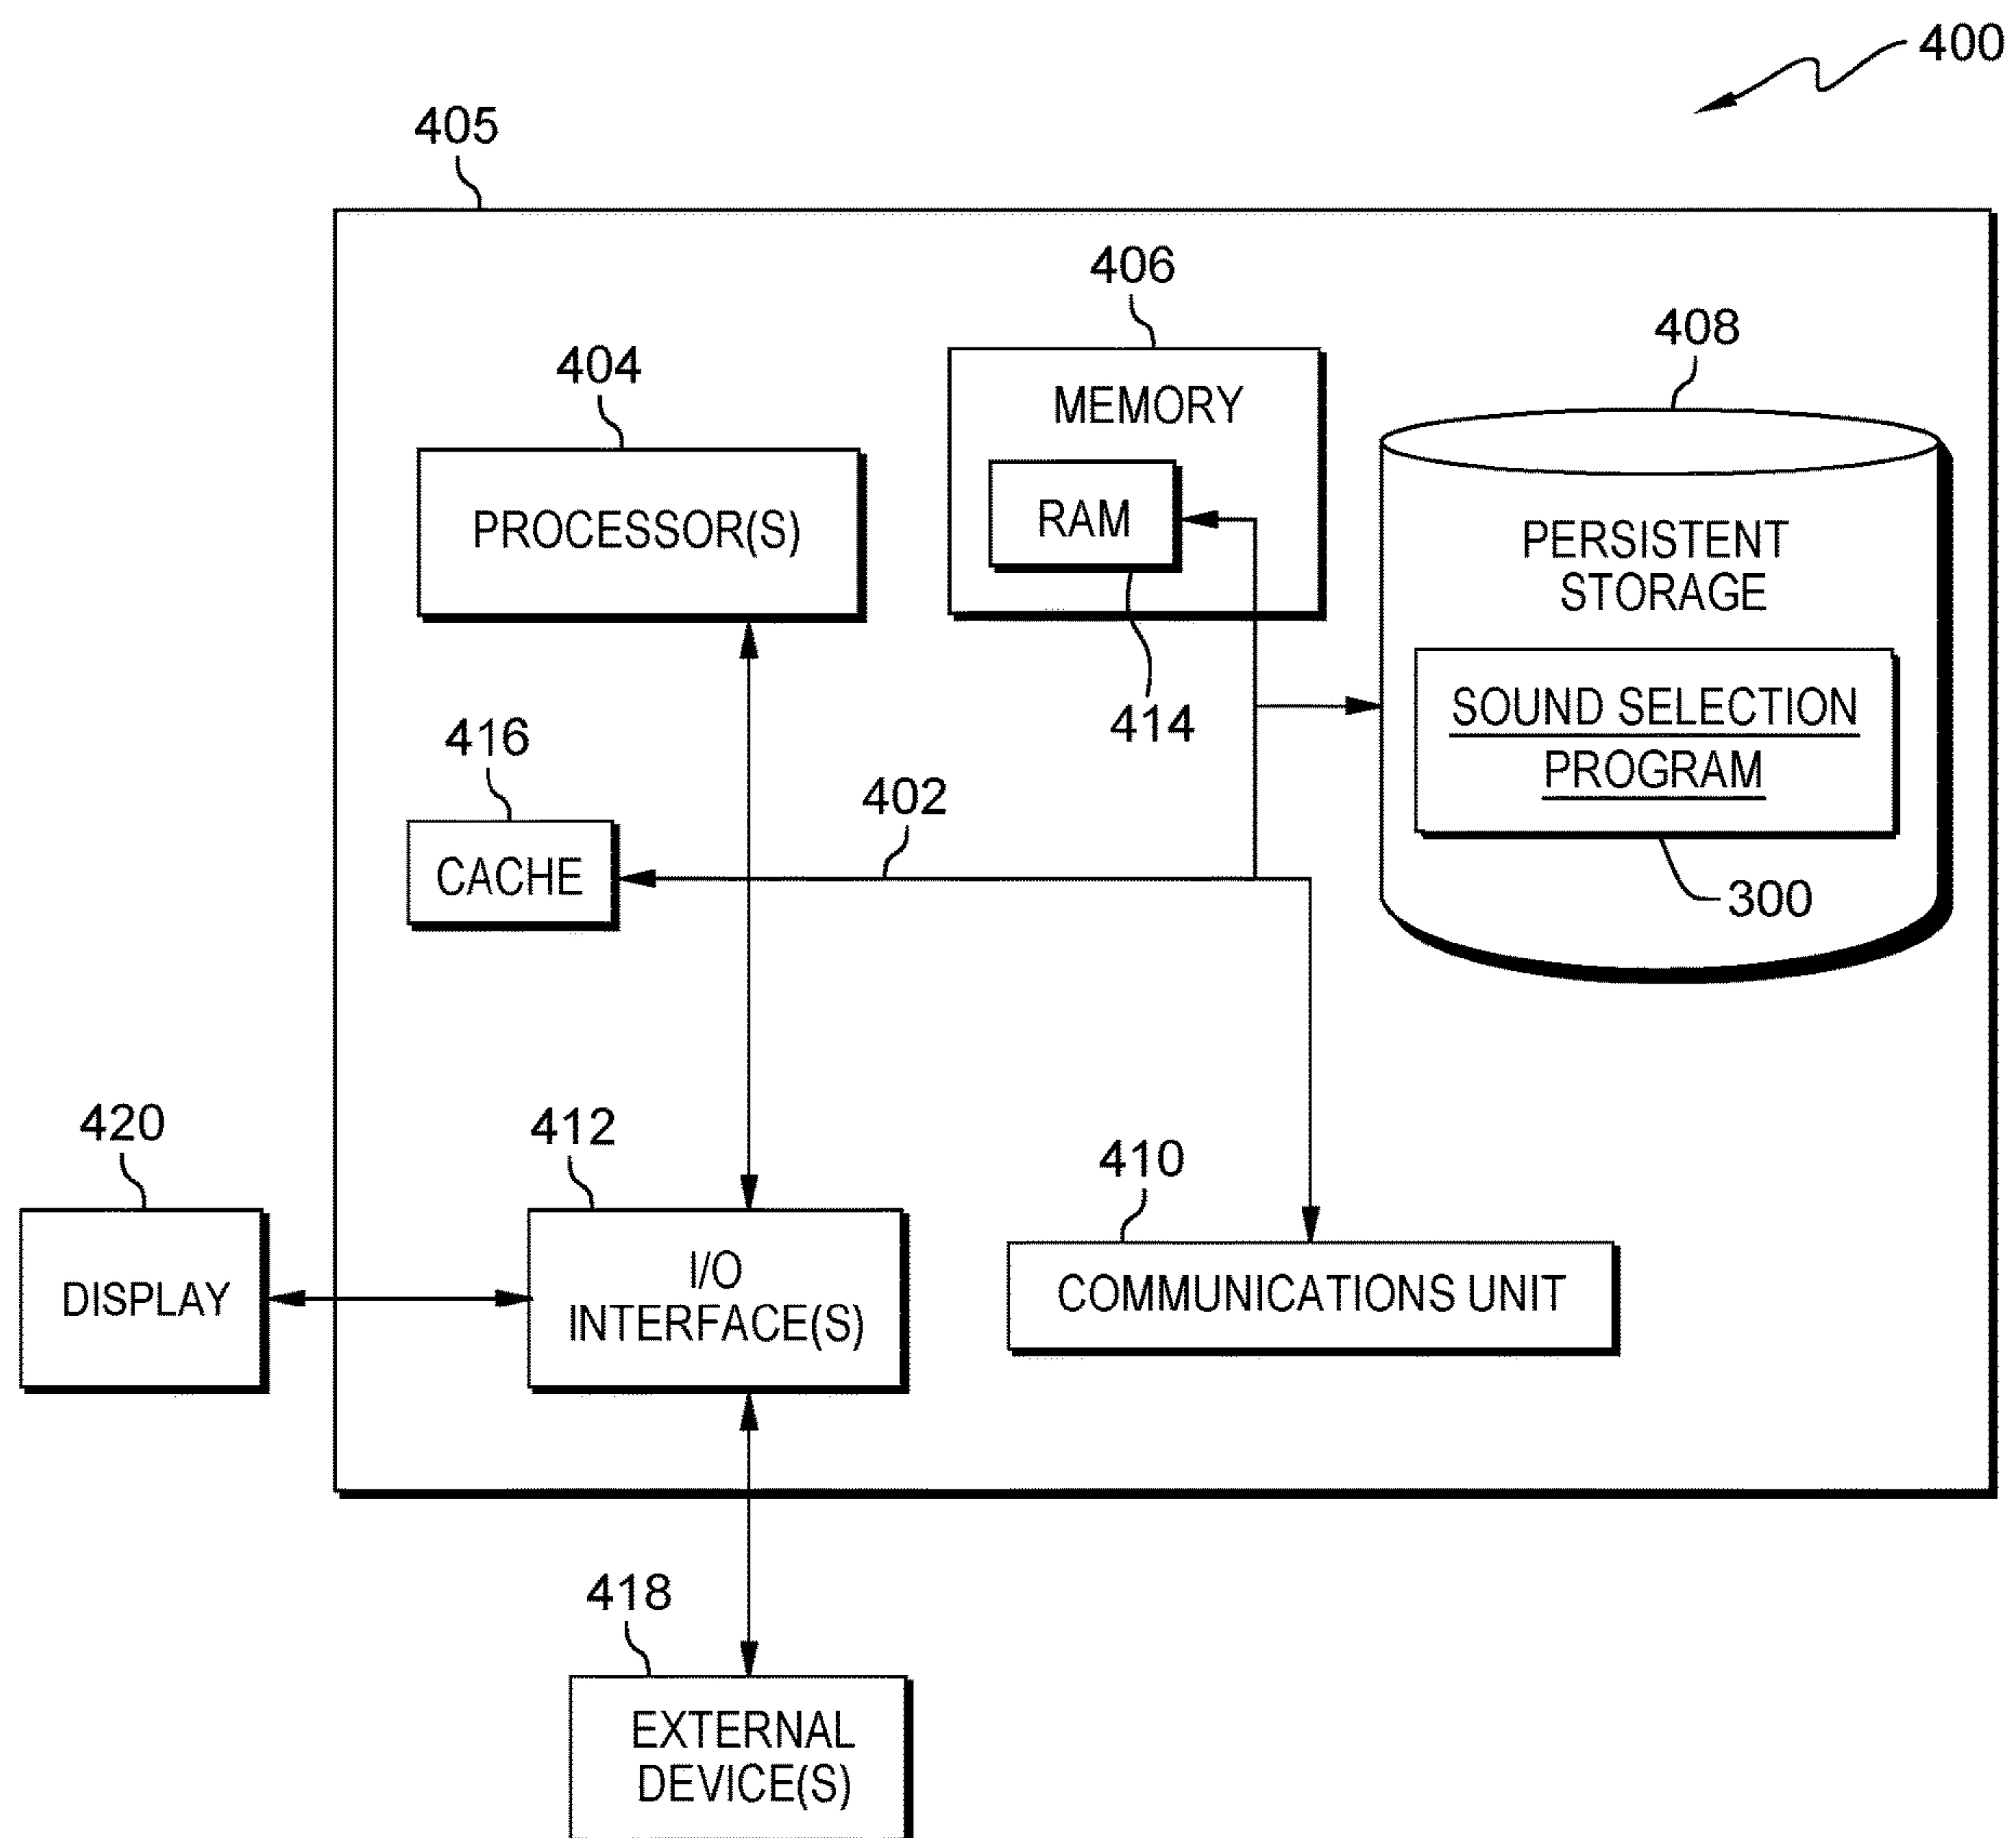 400
405
406
408
404
MEMORY
PROCESSOR(S)
RAM
PERSISTENT
STORAGE
414
SOUND SELECTION
PROGRAM
416
402
CACHE
300
420
412
410
DISPLAY
I/O
INTERFACE(S)
COMMUNICATIONS UNIT
418
EXTERNAL
DEVICE(S)